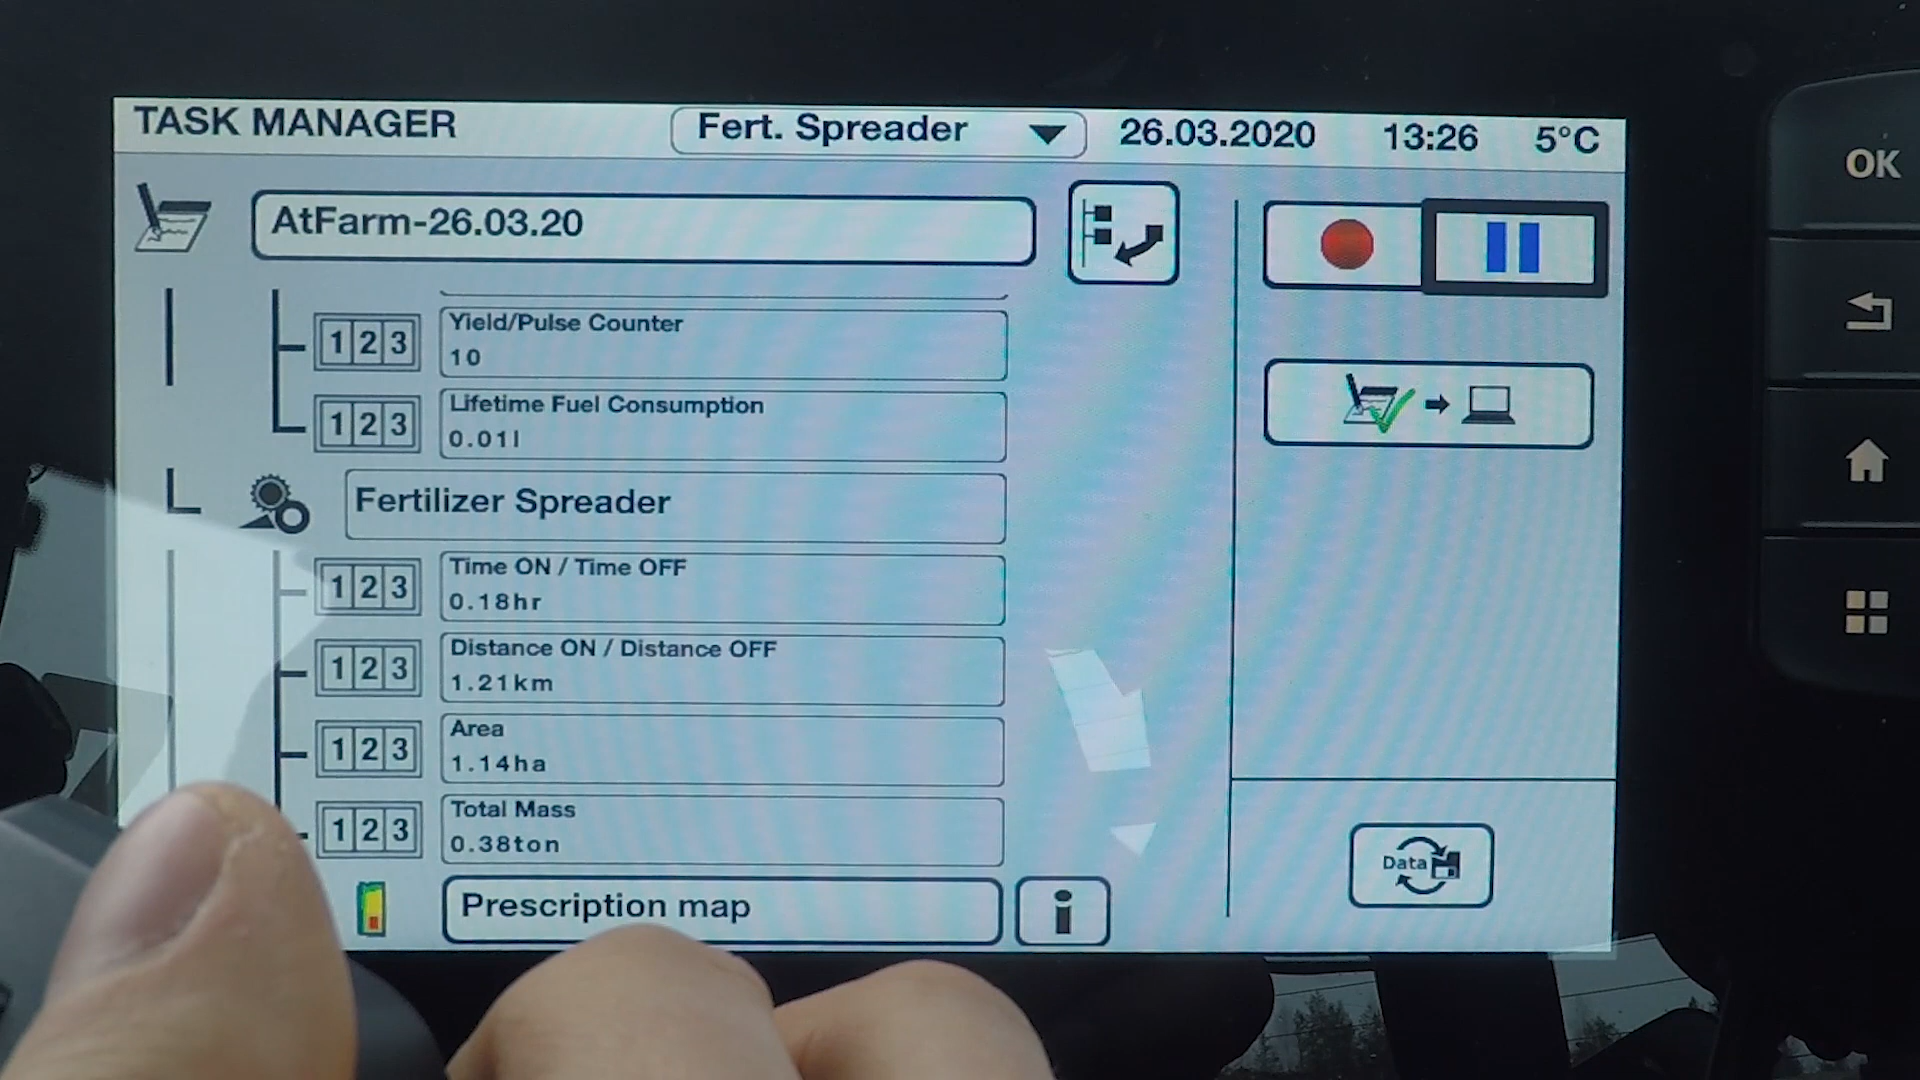 TASK MANAGER
Fert. Spreader
26.03.2020
13:26
5°C
AtFarm-26.03.20
123
Yield/Pulse Counter
10
123
Lifetime Fuel Consumption
0.01l
Fertilizer Spreader
123
Time ON / Time OFF
0.18hr
123
Distance ON / Distance OFF
1.21km
123
Area
1.14ha
123
Total Mass
0.38ton
Prescription map
i
Data
OK